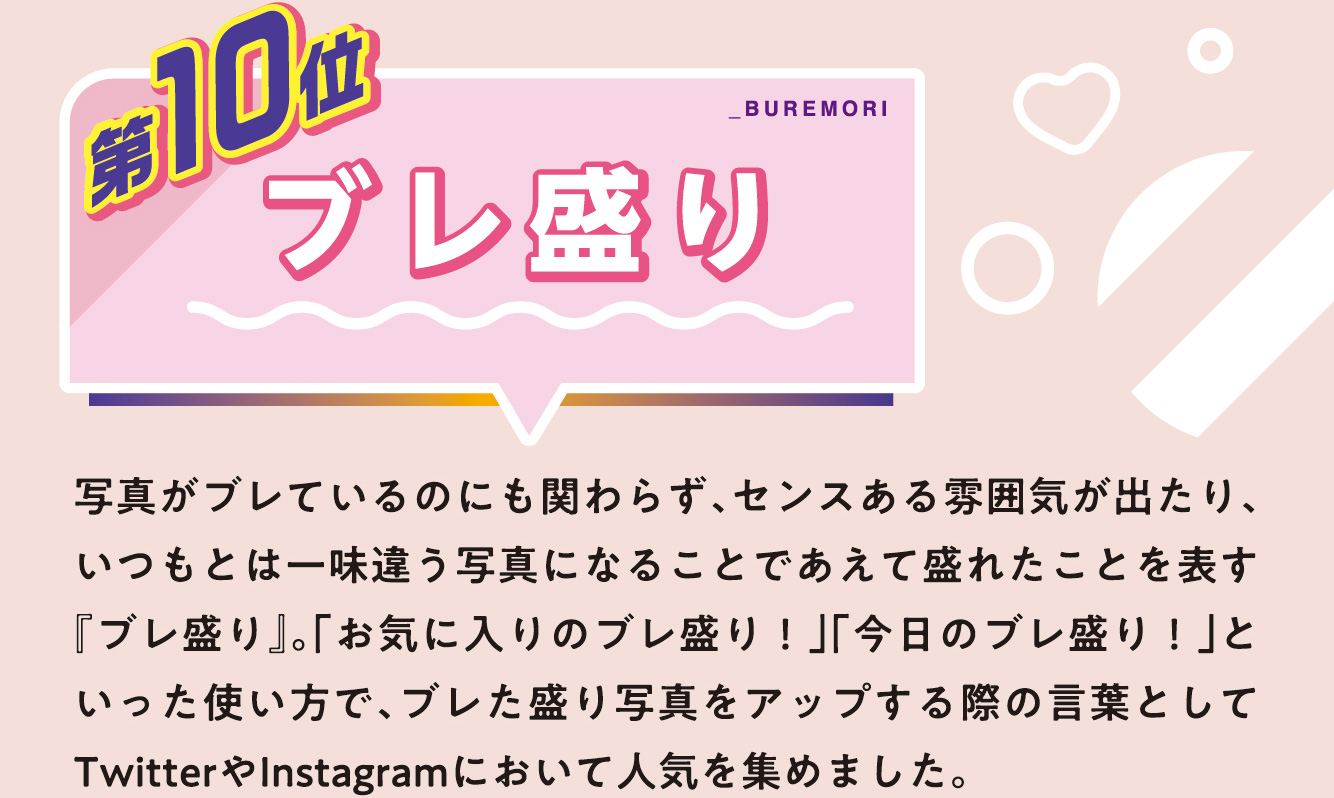 第10位
_BUREMORI
ブレ盛り
写真がブレているのにも関わらず、センスある雰囲気が出たり、
いつもとは一味違う写真になることであえて盛れたことを表す
『ブレ盛り』。「お気に入りのブレ盛り！」「今日のブレ盛り！」と
いった使い方で、ブレた盛り写真をアップする際の言葉として
TwitterやInstagramにおいて人気を集めました。